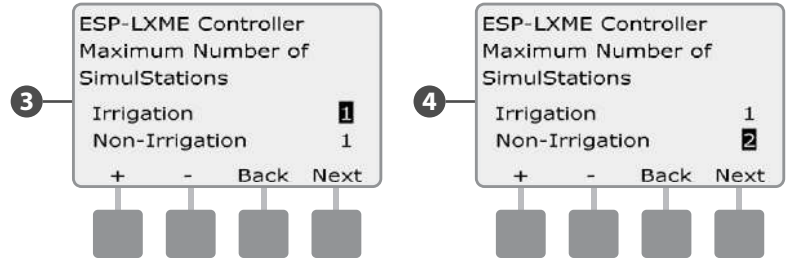 3
ESP-LXME Controller
Maximum Number of
SimulStations
Irrigation 1
Non-Irrigation 1
+ - Back Next
4
ESP-LXME Controller
Maximum Number of
SimulStations
Irrigation 1
Non-Irrigation 2
+ - Back Next